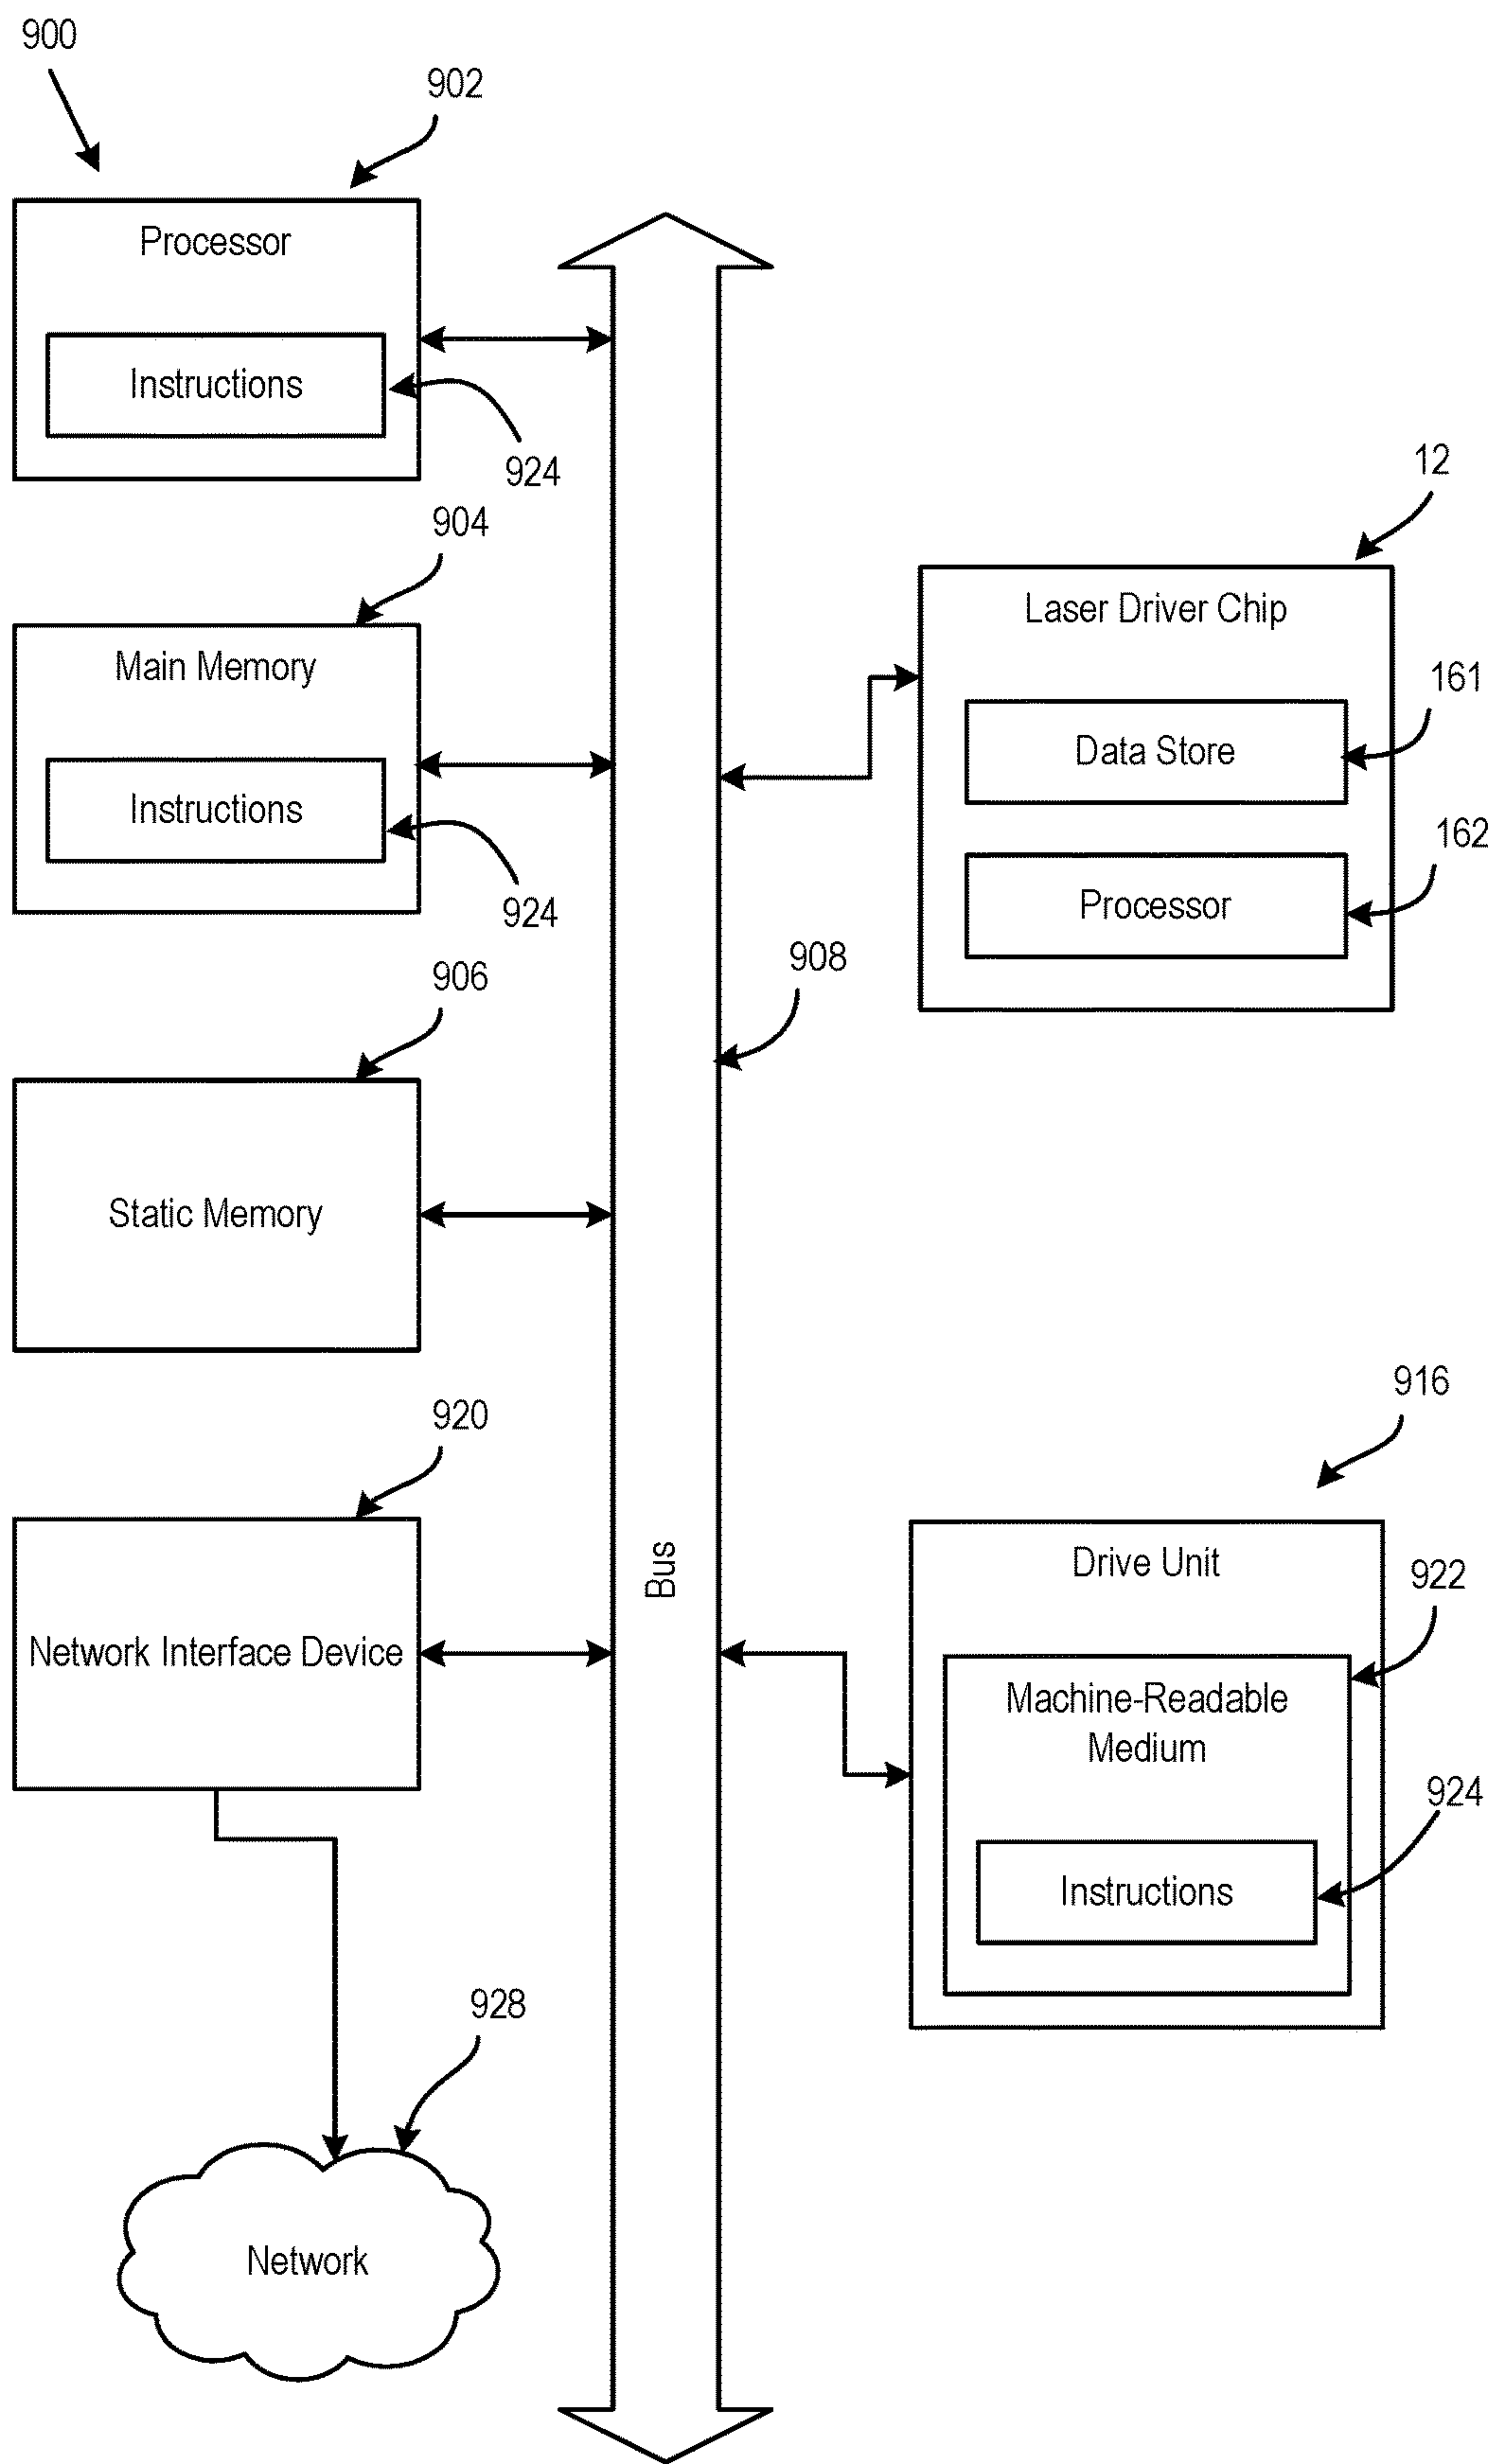 900
902
Processor
Instructions
924
904
Main Memory
Instructions
924
906
Static Memory
920
Network Interface Device
928
Network
908
Bus
12
Laser Driver Chip
161
Data Store
162
Processor
916
Drive Unit
922
Machine-Readable
Medium
924
Instructions